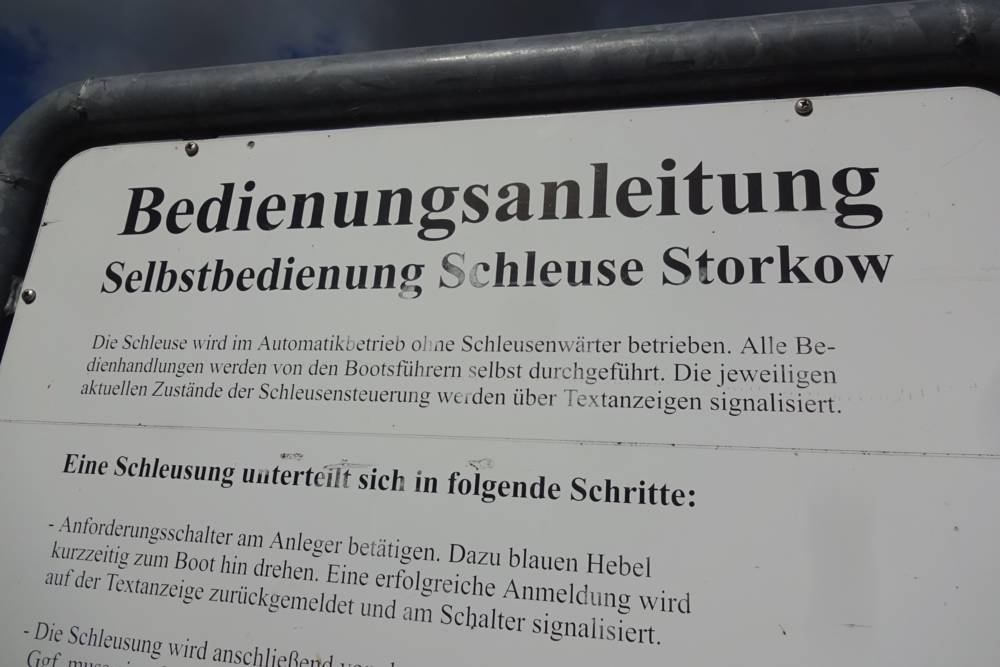 Bedienungsanleitung
Selbstbedienung Schleuse Storkow
Die Schleuse wird im Automatikbetrieb ohne Schleusenwärter betrieben. Alle Be-
dienhandlungen werden von den Bootsführern selbst durchgeführt. Die jeweiligen
aktuellen Zustände der Schleusensteuerung werden über Textanzeigen signalisiert.
Eine Schleusung unterteilt sich in folgende Schritte:
- Anforderungsschalter am Anleger betätigen. Dazu blauen Hebel
kurzzeitig zum Boot hin drehen. Eine erfolgreiche Anmeldung wird
auf der Textanzeige zurückgemeldet und am Schalter signalisiert.
- Die Schleusung wird anschließend
Ggf.